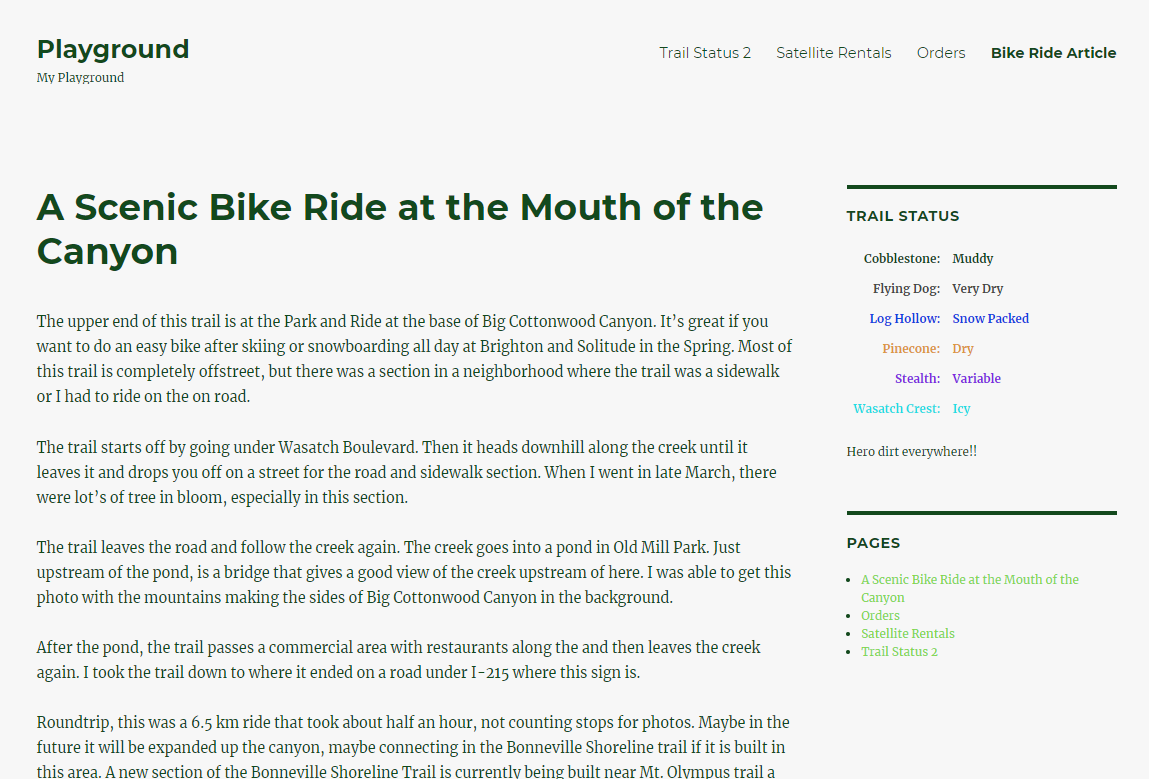 Playground
My Playground
Trail Status 2 Satellite Rentals Orders Bike Ride Article
A Scenic Bike Ride at the Mouth of the
Canyon
The upper end of this trail is at the Park and Ride at the base of Big Cottonwood Canyon. It’s great if you
want to do an easy bike after skiing or snowboarding all day at Brighton and Solitude in the Spring. Most of
this trail is completely offstreet, but there was a section in a neighborhood where the trail was a sidewalk
or I had to ride on the on road.
The trail starts off by going under Wasatch Boulevard. Then it heads downhill along the creek until it
leaves it and drops you off on a street for the road and sidewalk section. When I went in late March, there
were lot’s of tree in bloom, especially in this section.
The trail leaves the road and follow the creek again. The creek goes into a pond in Old Mill Park. Just
upstream of the pond, is a bridge that gives a good view of the creek upstream of here. I was able to get this
photo with the mountains making the sides of Big Cottonwood Canyon in the background.
After the pond, the trail passes a commercial area with restaurants along the and then leaves the creek
again. I took the trail down to where it ended on a road under I-215 where this sign is.
Roundtrip, this was a 6.5 km ride that took about half an hour, not counting stops for photos. Maybe in the
future it will be expanded up the canyon, maybe connecting in the Bonneville Shoreline trail if it is built in
this area. A new section of the Bonneville Shoreline Trail is currently being built near Mt. Olympus trail a
TRAIL STATUS
Cobblestone: Muddy
Flying Dog: Very Dry
Log Hollow: Snow Packed
Pinecone: Dry
Stealth: Variable
Wasatch Crest: Icy
Hero dirt everywhere!!
PAGES
A Scenic Bike Ride at the Mouth of the
Canyon
Orders
Satellite Rentals
Trail Status 2